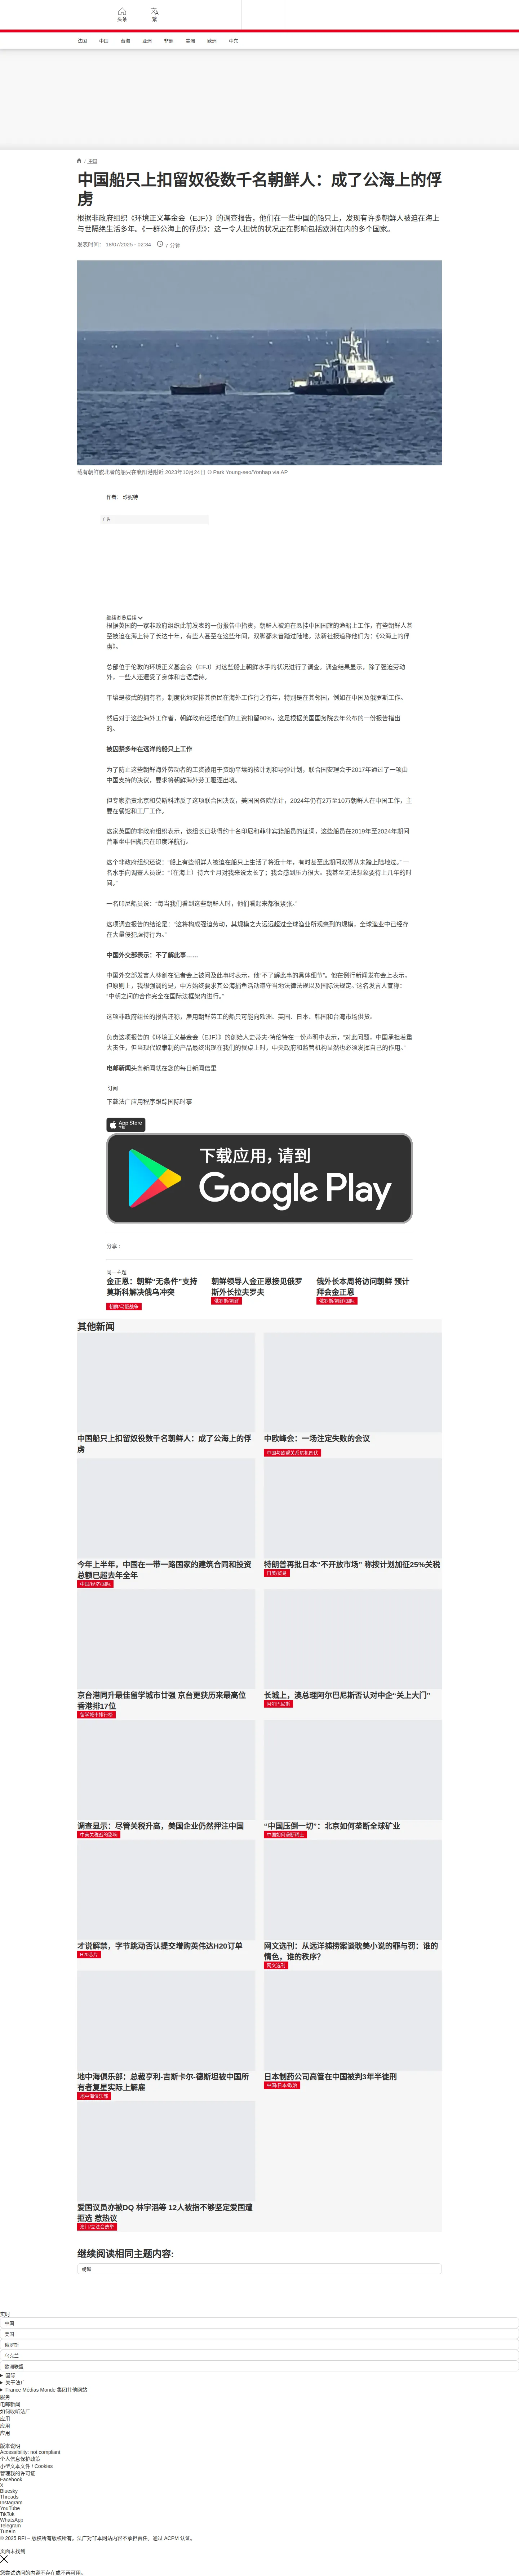 头条
繁
法国
中国
台海
亚洲
非洲
美洲
欧洲
中东
/ 中国
中国船只上扣留奴役数千名朝鲜人：成了公海上的俘
虏
根据非政府组织《环境正义基金会（EJF）》的调查报告，他们在一些中国的船只上，发现有许多朝鲜人被迫在海上
与世隔绝生活多年。《一群公海上的俘虏》：这一令人担忧的状况正在影响包括欧洲在内的多个国家。
发表时间： 18/07/2025 - 02:34 7 分钟
载有朝鲜脱北者的船只在襄阳港附近 2023年10月24日 © Park Young-seo/Yonhap via AP
作者： 珍妮特
广告
继续浏览后续
根据英国的一家非政府组织此前发表的一份报告中指责，朝鲜人被迫在悬挂中国国旗的渔船上工作，有些朝鲜人甚
至被迫在海上待了长达十年，有些人甚至在这些年间，双脚都未曾踏过陆地。法新社报道称他们为：《公海上的俘
虏》。
总部位于伦敦的环境正义基金会（EFJ）对这些船上朝鲜水手的状况进行了调查。调查结果显示，除了强迫劳动
外，一些人还遭受了身体和言语虐待。
平壤是核武的拥有者，制度化地安排其侨民在海外工作行之有年，特别是在其邻国，例如在中国及俄罗斯工作。
然后对于这些海外工作者，朝鲜政府还把他们的工资扣留90%，这是根据美国国务院去年公布的一份报告指出
的。
被囚禁多年在远洋的船只上工作
为了防止这些朝鲜海外劳动者的工资被用于资助平壤的核计划和导弹计划，联合国安理会于2017年通过了一项由
中国支持的决议，要求将朝鲜海外劳工驱逐出境。
但专家指责北京和莫斯科违反了这项联合国决议，美国国务院估计，2024年仍有2万至10万朝鲜人在中国工作，主
要在餐馆和工厂工作。
这家英国的非政府组织表示，该组长已获得约十名印尼和菲律宾籍船员的证词，这些船员在2019年至2024年期间
曾乘坐中国船只在印度洋航行。
这个非政府组织还说：“船上有些朝鲜人被迫在船只上生活了将近十年，有时甚至此期间双脚从未踏上陆地过。” 一
名水手向调查人员说：“（在海上）待六个月对我来说太长了；我会感到压力很大。我甚至无法想象要待上几年的时
间。”
一名印尼船员说：“每当我们看到这些朝鲜人时，他们看起来都很紧张。”
这项调查报告的结论是：“这将构成强迫劳动，其规模之大远远超过全球渔业所观察到的规模，全球渔业中已经存
在大量侵犯虐待行为。”
中国外交部表示：不了解此事……
中国外交部发言人林剑在记者会上被问及此事时表示，他“不了解此事的具体细节”。他在例行新闻发布会上表示，
但原则上，我想强调的是，中方始终要求其公海捕鱼活动遵守当地法律法规以及国际法规定。”这名发言人宣称：
“中朝之间的合作完全在国际法框架内进行。”
这项非政府组长的报告还称，雇用朝鲜劳工的船只可能向欧洲、英国、日本、韩国和台湾市场供货。
负责这项报告的《环境正义基金会（EJF）》的创始人史蒂夫·特伦特在一份声明中表示，“对此问题，中国承担着重
大责任，但当现代奴隶制的产品最终出现在我们的餐桌上时，中央政府和监管机构显然也必须发挥自己的作用。”
电邮新闻头条新闻就在您的每日新闻信里
订阅
下载法广应用程序跟踪国际时事
App Store
下载
下载应用，请到
Google Play
分享 :
同一主题
金正恩：朝鲜“无条件”支持
莫斯科解决俄乌冲突
朝鲜/乌俄战争
朝鲜领导人金正恩接见俄罗
斯外长拉夫罗夫
俄罗斯/朝鲜
俄外长本周将访问朝鲜 预计
拜会金正恩
俄罗斯/朝鲜/国际
其他新闻
中国船只上扣留奴役数千名朝鲜人：成了公海上的俘
虏
中欧峰会：一场注定失败的会议
中国与欧盟关系危机四伏
今年上半年，中国在一带一路国家的建筑合同和投资
总额已超去年全年
中国/经济/国际
特朗普再批日本“不开放市场” 称按计划加征25%关税
日美/贸易
京台港同升最佳留学城市廿强 京台更获历来最高位
香港排17位
留学城市排行榜
长城上，澳总理阿尔巴尼斯否认对中企“关上大门”
阿尔巴尼斯
调查显示：尽管关税升高，美国企业仍然押注中国
中美关税战的影响
“中国压倒一切”：北京如何垄断全球矿业
中国如何垄断稀土
才说解禁，字节跳动否认提交增购英伟达H20订单
H20芯片
网文选刊：从远洋捕捞案谈耽美小说的罪与罚：谁的
情色，谁的秩序？
网文选刊
地中海俱乐部：总裁亨利-吉斯卡尔-德斯坦被中国所
有者复星实际上解雇
地中海俱乐部
日本制药公司高管在中国被判3年半徒刑
中国/日本/政治
爱国议员亦被DQ 林宇滔等 12人被指不够坚定爱国遭
拒选 惹热议
澳门/立法会选举
继续阅读相同主题内容:
朝鲜
实时
中国
美国
俄罗斯
乌克兰
欧洲联盟
国际
关于法广
France Médias Monde 集团其他网站
服务
电邮新闻
如何收听法广
应用
应用
应用
版本说明
Accessibility: not compliant
个人信息保护政策
小型文本文件 / Cookies
管理我的许可证
Facebook
X
Bluesky
Threads
Instagram
YouTube
TikTok
WhatsApp
Telegram
TuneIn
© 2025 RFI – 版权所有版权所有。法广对非本网站内容不承担责任。通过 ACPM 认证。
页面未找到
您尝试访问的内容不存在或不再可用。